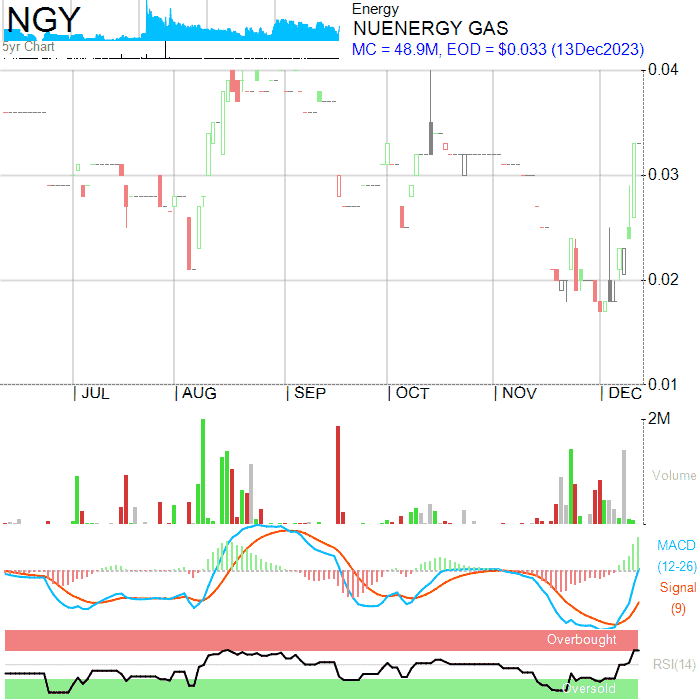 NGY
5yr Chart
Energy
NUENERGY GAS
MC = 48.9M, EOD = $0.033 (13Dec2023)
0.04
0.03
0.02
0.01
JUL
AUG
SEP
OCT
NOV
DEC
2M
Volume
MACD
(12-26)
Signal
(9)
Overbought
RSI(14)
Oversold